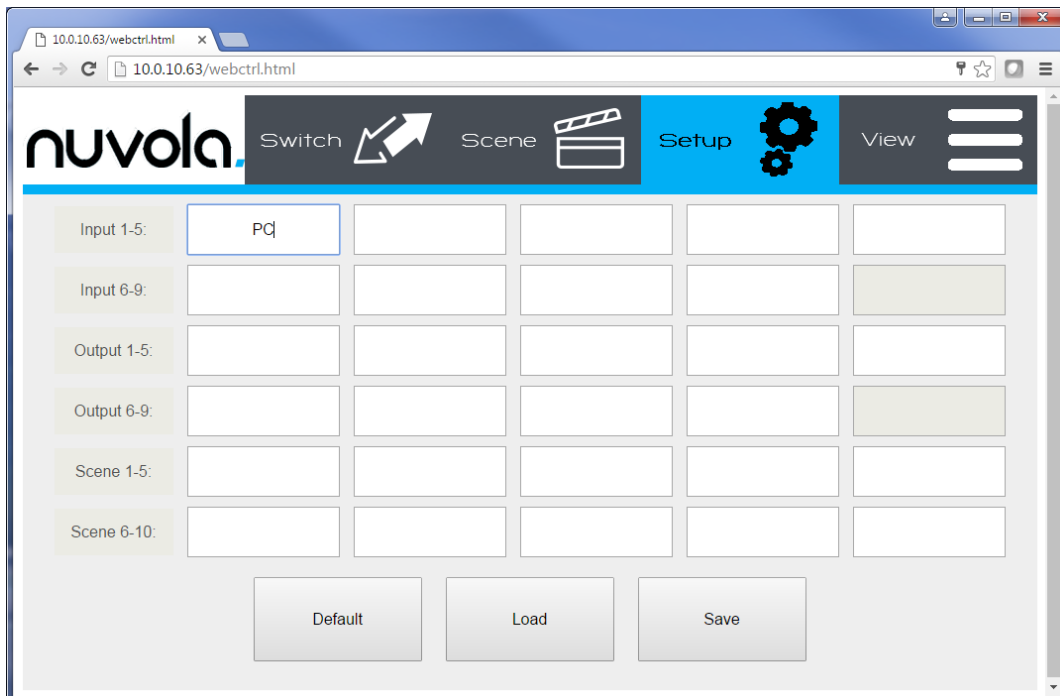 10.0.10.63/webctrl.html
10.0.10.63/webctrl.html
nuvola.
Switch
Scene
Setup
View
Input 1-5:
PC
Input 6-9:
Output 1-5:
Output 6-9:
Scene 1-5:
Scene 6-10:
Default
Load
Save